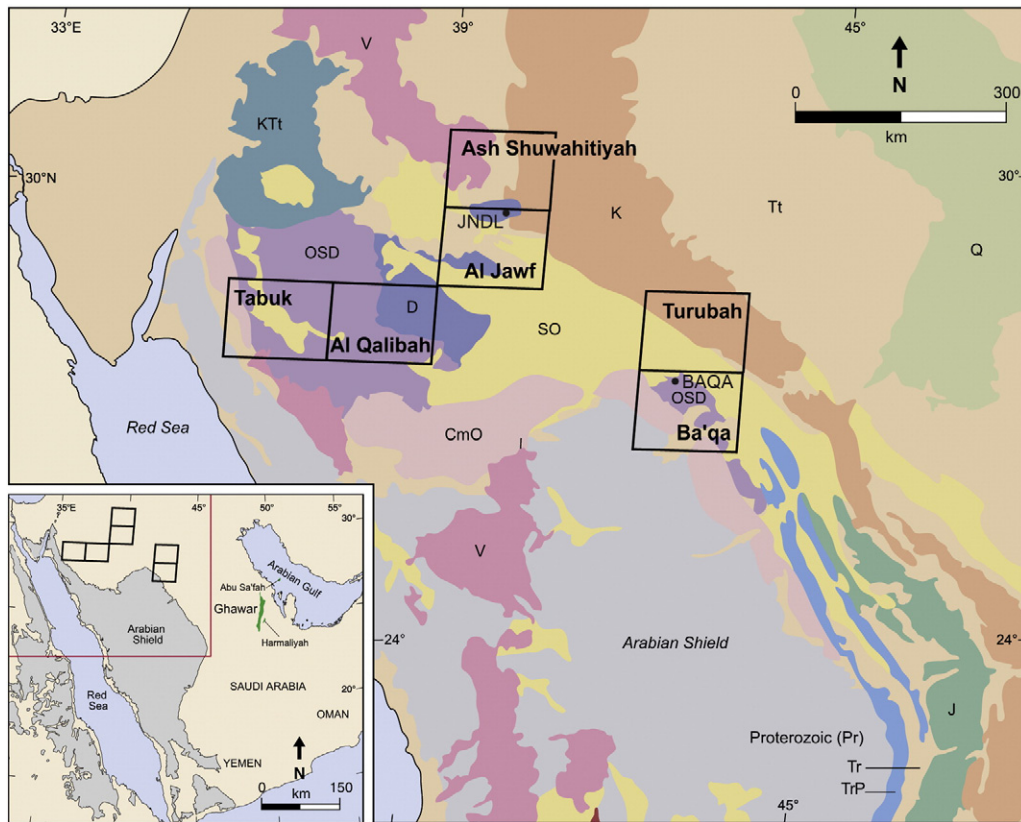 33°E
39°
45°
V
N
0
300
km
KTt
Ash Shuwahitiyah
30°N
30°
JNDL
K
Tt
Q
OSD
Al Jawf
Tabuk
D
Turubah
SO
Al Qalibah
BAQA
OSD
Red Sea
CmO
Ba'qa
V
Arabian Shield
24°
J
Proterozoic (Pr)
Tr
TrP
45°
35°E
45°
50°
55°
30°
Arabian Gulf
Abu Sa'fah
Ghawar
Arabian
Shield
Harmaliyah
24°
SAUDI ARABIA
Red
Sea
20°
OMAN
YEMEN
N
0
150
km